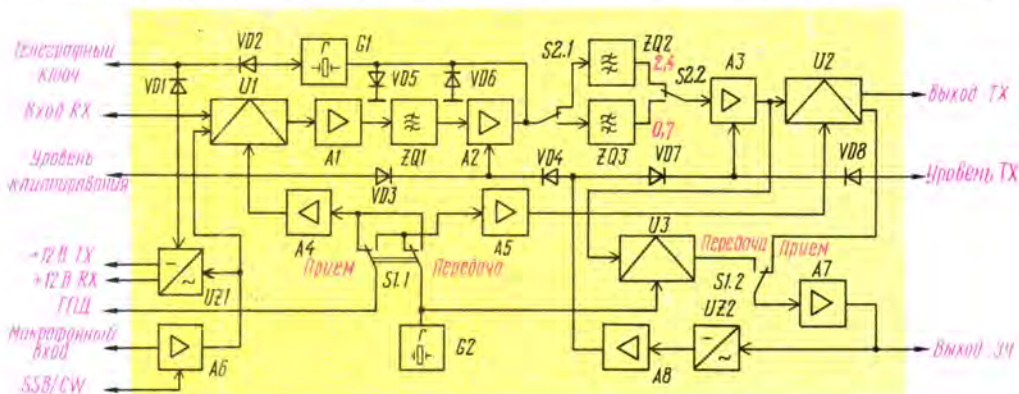 Телеграфный
ключ
Вход RX
Уровень
клиппирования
+12 В TX
+12 В RX
ГПД
Микрофонный
вход
SSB/CW
VD2
G1
Г
VD1
U1
VD5
VD6
S2.1
ZQ2
2,4
S2.2
A3
U2
A1
ZQ1
A2
ZQ3
0,7
VD3
VD4
VD7
VD8
A4
A5
U3
Прием
Передача
S1.1
Передача
Прием
S1.2
A7
UZ1
UZ2
Г
G2
A6
A8
Выход TX
Уровень TX
Выход ЗЧ